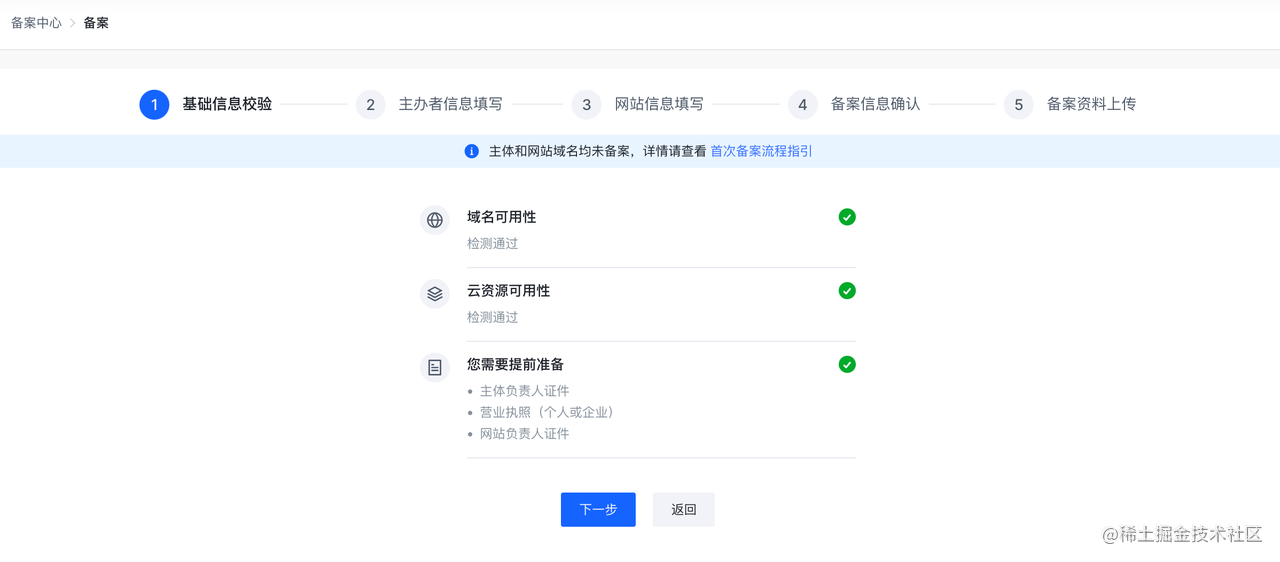 备案中心 > 备案
1 基础信息校验 2 主办者信息填写 3 网站信息填写 4 备案信息确认 5 备案资料上传
主体和网站域名均未备案，详情请查看 首次备案流程指引
域名可用性
检测通过
云资源可用性
检测通过
您需要提前准备
• 主体负责人证件
• 营业执照（个人或企业）
• 网站负责人证件
下一步 返回
@稀土掘金技术社区